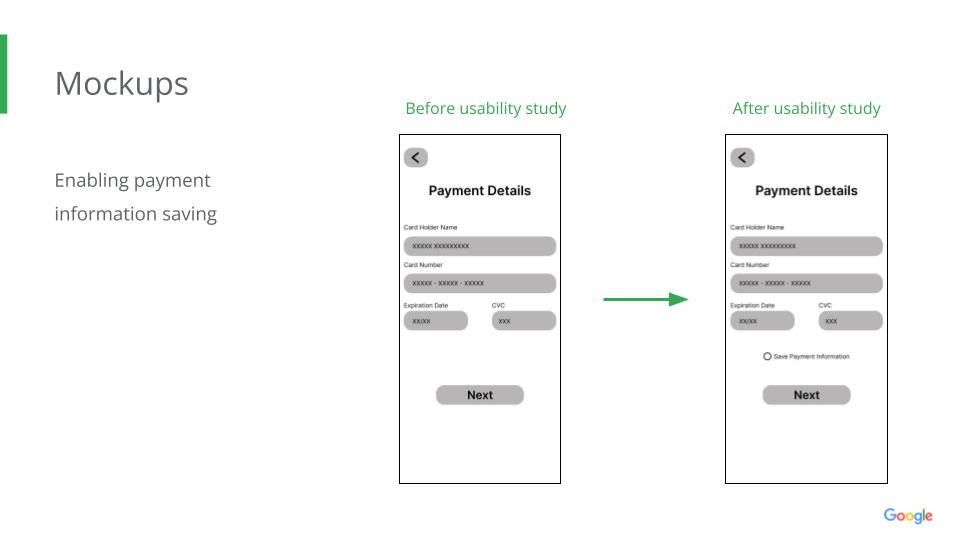 Mockups
Enabling payment
information saving
Before usability study
Payment Details
Card Holder Name
xxxxx xxxxxxxxx
Card Number
xxxxx - xxxxx - xxxxx
Expiration Date CVC
xx/xx xxx
Next
After usability study
Payment Details
Card Holder Name
xxxxx xxxxxxxxx
Card Number
xxxxx - xxxxx - xxxxx
Expiration Date CVC
xx/xx xxx
Save Payment Information
Next
Google